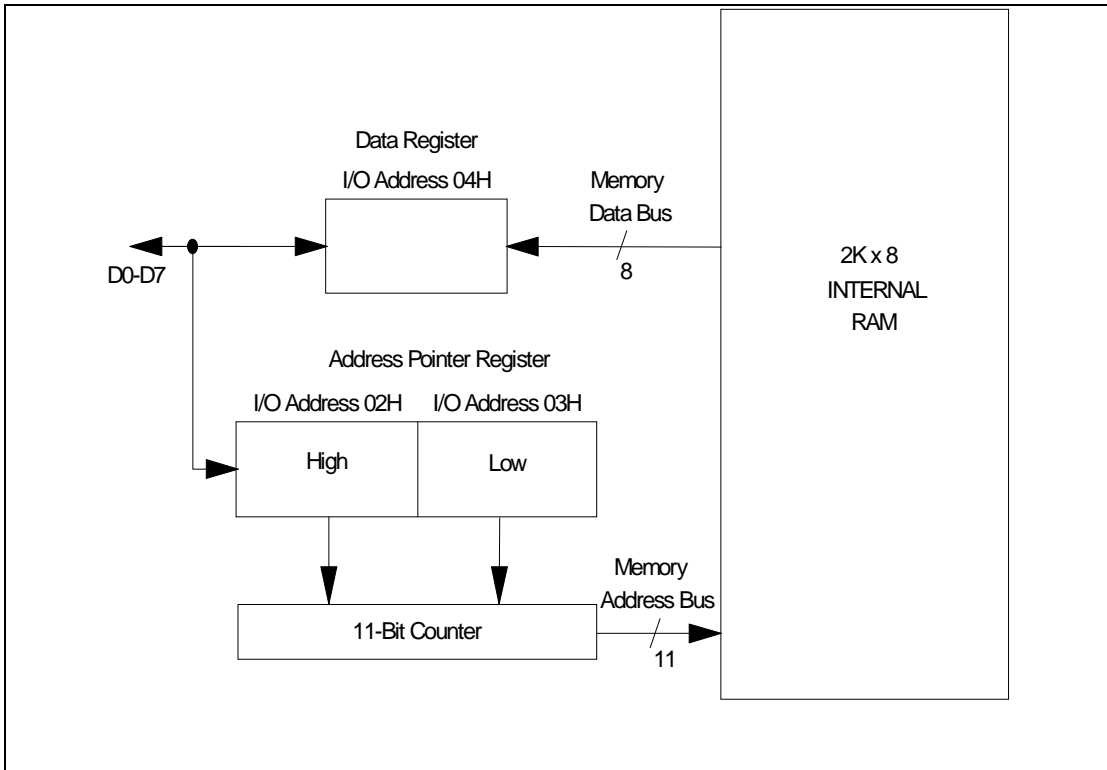 Data Register
I/O Address 04H
Memory
Data Bus
8
D0-D7
2K x 8
INTERNAL
RAM
Address Pointer Register
I/O Address 02H
I/O Address 03H
High
Low
11-Bit Counter
Memory
Address Bus
11